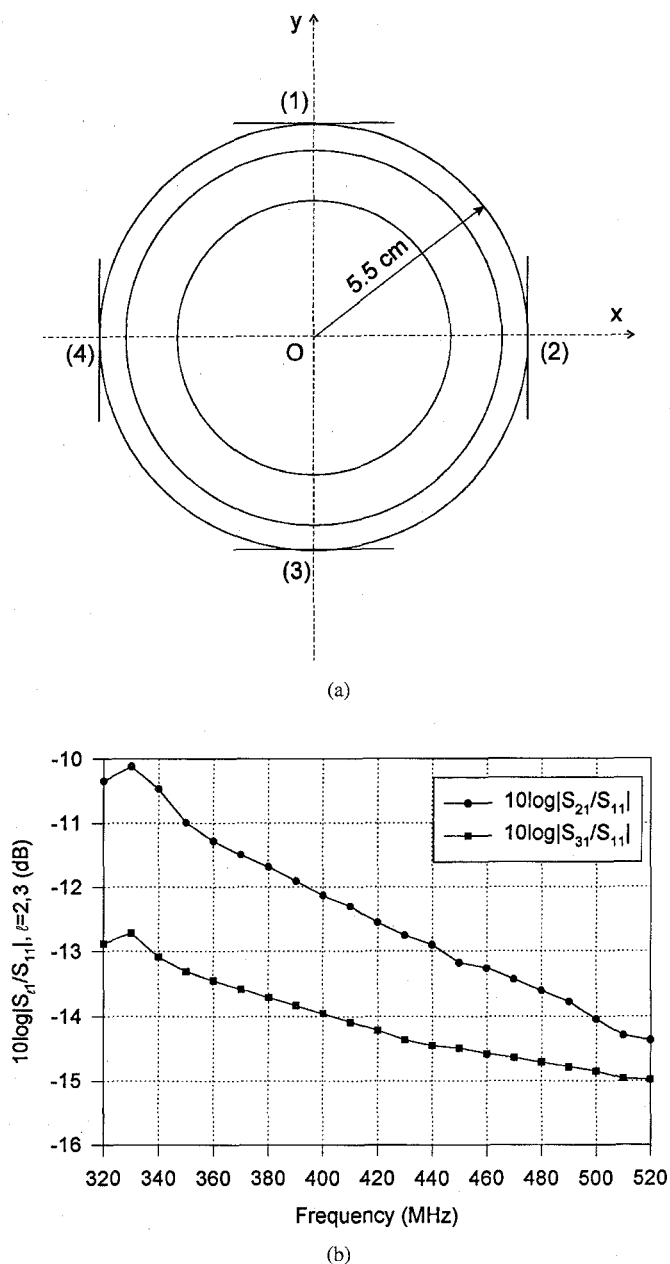 y
(1)
5.5 cm
x
(4)
O
(2)
(3)
(a)
10log|Sℓ1/S11|, ℓ=2,3 (dB)
-10
-11
-12
-13
-14
-15
-16
10log|S21/S11|
10log|S31/S11|
320 340 360 380 400 420 440 460 480 500 520
Frequency (MHz)
(b)